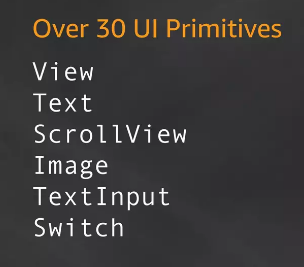 Over 30 UI Primitives
View
Text
ScrollView
Image
TextInput
Switch